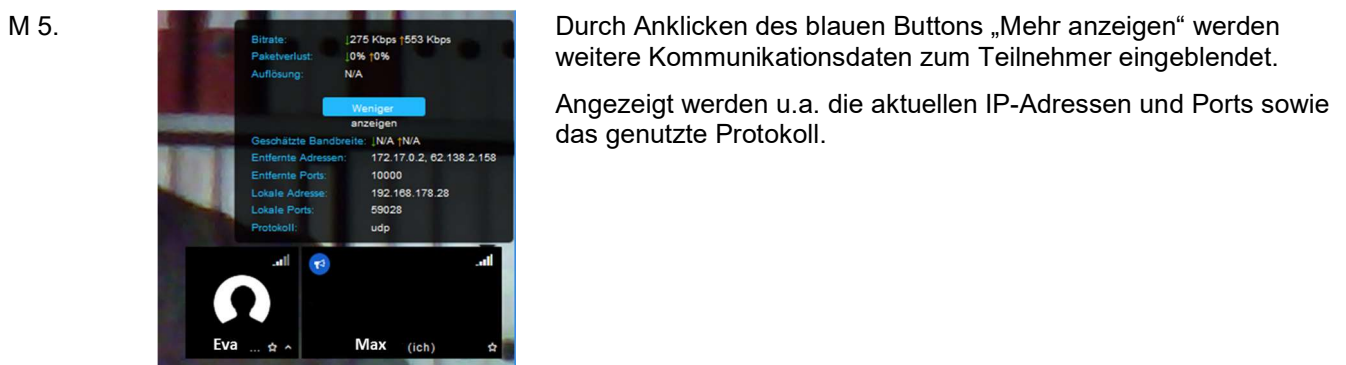 M 5.
Bitrate: ↓275 Kbps ↑553 Kbps
Paketverlust: ↓0% ↑0%
Auflösung: N/A
Weniger
anzeigen
Geschätzte Bandbreite: ↓N/A ↑N/A
Entfernte Adressen: 172.17.0.2, 62.138.2.158
Entfernte Ports: 10000
Lokale Adresse: 192.168.178.28
Lokale Ports: 59028
Protokoll: udp
Eva ...
Max (ich)
Durch Anklicken des blauen Buttons „Mehr anzeigen“ werden
weitere Kommunikationsdaten zum Teilnehmer eingeblendet.
Angezeigt werden u.a. die aktuellen IP-Adressen und Ports sowie
das genutzte Protokoll.